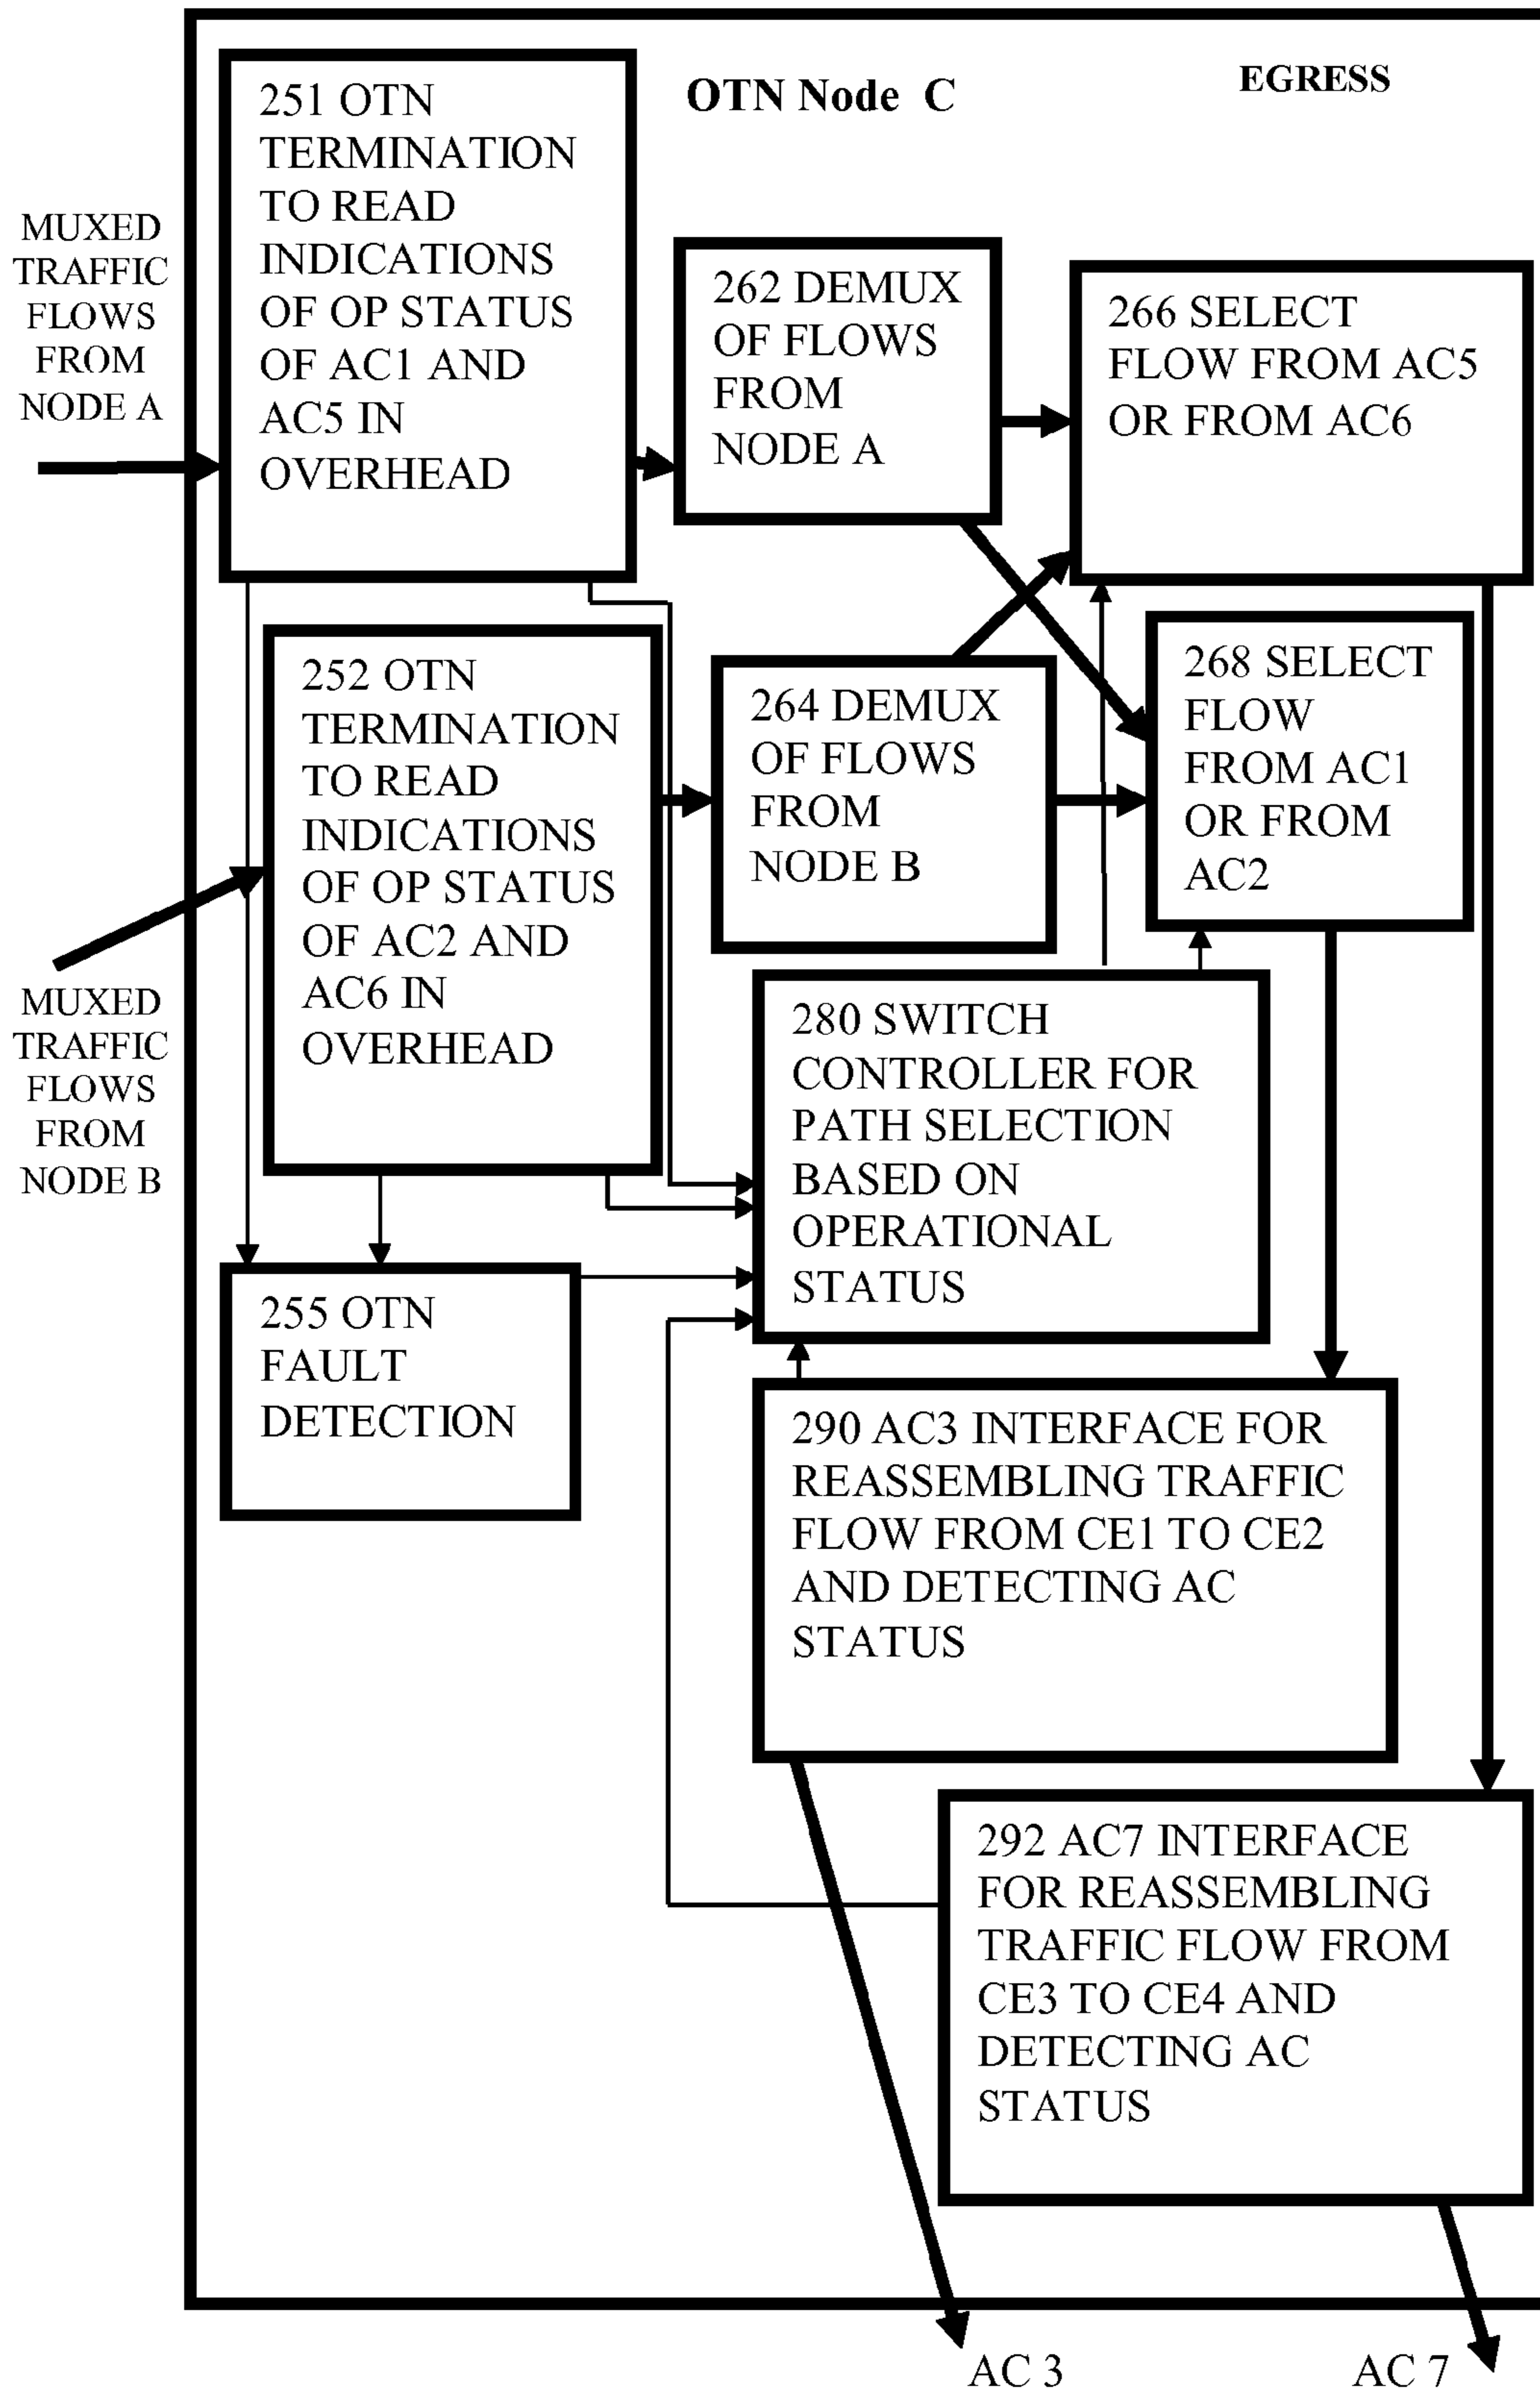 OTN Node C
EGRESS
MUXED
TRAFFIC
FLOWS
FROM
NODE A
251 OTN
TERMINATION
TO READ
INDICATIONS
OF OP STATUS
OF AC1 AND
AC5 IN
OVERHEAD
262 DEMUX
OF FLOWS
FROM
NODE A
266 SELECT
FLOW FROM AC5
OR FROM AC6
MUXED
TRAFFIC
FLOWS
FROM
NODE B
252 OTN
TERMINATION
TO READ
INDICATIONS
OF OP STATUS
OF AC2 AND
AC6 IN
OVERHEAD
264 DEMUX
OF FLOWS
FROM
NODE B
268 SELECT
FLOW
FROM AC1
OR FROM
AC2
280 SWITCH
CONTROLLER FOR
PATH SELECTION
BASED ON
OPERATIONAL
STATUS
255 OTN
FAULT
DETECTION
290 AC3 INTERFACE FOR
REASSEMBLING TRAFFIC
FLOW FROM CE1 TO CE2
AND DETECTING AC
STATUS
292 AC7 INTERFACE
FOR REASSEMBLING
TRAFFIC FLOW FROM
CE3 TO CE4 AND
DETECTING AC
STATUS
AC 3
AC 7